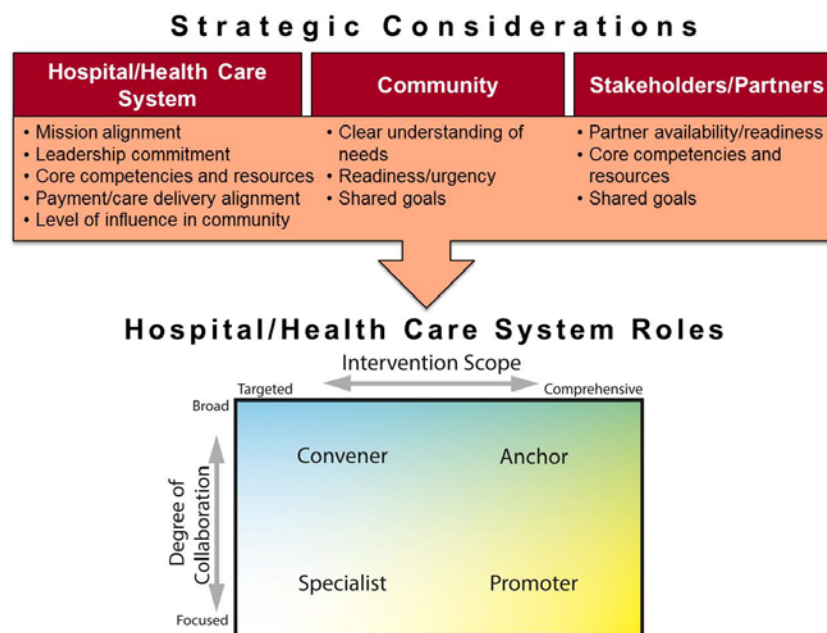 Strategic Considerations
Hospital/Health Care
System
• Mission alignment
• Leadership commitment
• Core competencies and resources
• Payment/care delivery alignment
• Level of influence in community
Community
• Clear understanding of
needs
• Readiness/urgency
• Shared goals
Stakeholders/Partners
• Partner availability/readiness
• Core competencies and
resources
• Shared goals
Hospital/Health Care System Roles
Intervention Scope
Targeted
Comprehensive
Broad
Degree of
Collaboration
Focused
Convener
Anchor
Specialist
Promoter